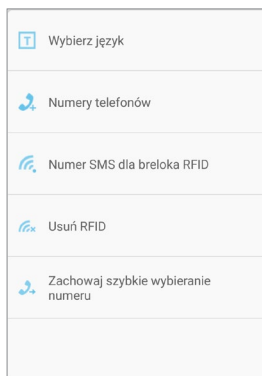 T
Wybierz język
Numery telefonów
Numer SMS dla breloka RFID
Usuń RFID
Zachowaj szybkie wybieranie
numeru